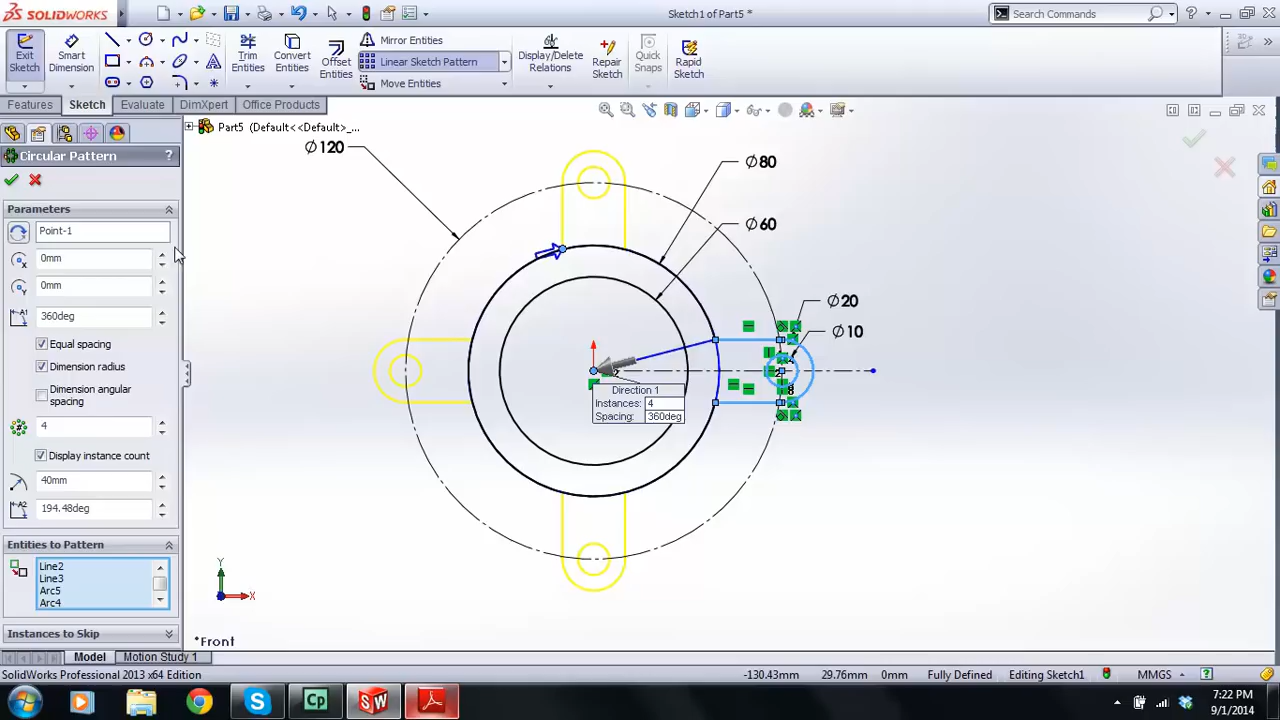 SOLIDWORKS
Sketch1 of Part5 *
Search Commands
Exit Sketch
Smart Dimension
Trim Entities
Convert Entities
Offset Entities
Mirror Entities
Linear Sketch Pattern
Move Entities
Display/Delete Relations
Repair Sketch
Quick Snaps
Rapid Sketch
Features
Sketch
Evaluate
DimXpert
Office Products
Part5 (Default<<Default>_...
Circular Pattern
?
Parameters
Point-1
0mm
0mm
360deg
Equal spacing
Dimension radius
Dimension angular spacing
4
Display instance count
40mm
194.48deg
Entities to Pattern
Line2
Line3
Arc5
Arc4
Instances to Skip
Ø120
Ø80
Ø60
Ø20
Ø10
Direction 1
Instances: 4
Spacing: 360deg
Y
X
*Front
Model
Motion Study 1
SolidWorks Professional 2013 x64 Edition
-130.43mm
29.76mm
0mm
Fully Defined
Editing Sketch1
MMGS
7:22 PM
9/1/2014